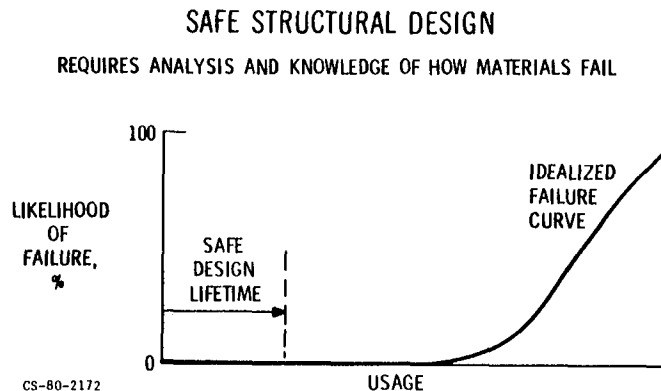 SAFE STRUCTURAL DESIGN
REQUIRES ANALYSIS AND KNOWLEDGE OF HOW MATERIALS FAIL
100
LIKELIHOOD
OF
FAILURE,
%
SAFE
DESIGN
LIFETIME
IDEALIZED
FAILURE
CURVE
0
USAGE
CS-80-2172